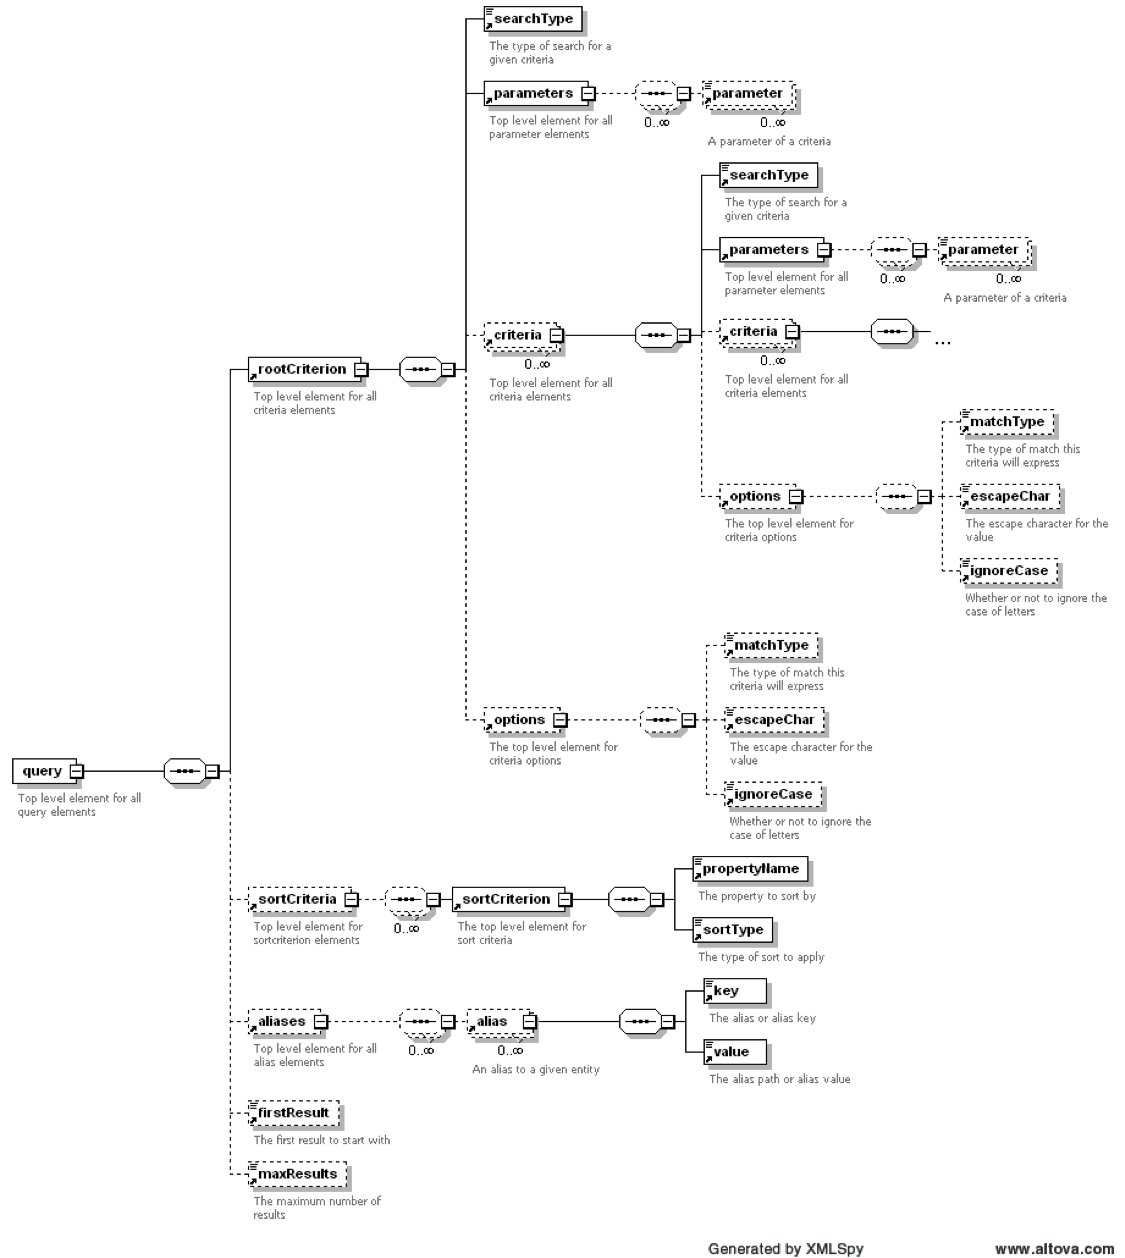 searchType
The type of search for a
given criteria
parameters
Top level element for all
parameter elements
0..∞
parameter
0..∞
A parameter of a criteria
searchType
The type of search for a
given criteria
parameters
Top level element for all
parameter elements
0..∞
parameter
0..∞
A parameter of a criteria
criteria
0..∞
Top level element for all
criteria elements
criteria
0..∞
Top level element for all
criteria elements
...
rootCriterion
Top level element for all
criteria elements
matchType
The type of match this
criteria will express
options
The top level element for
criteria options
escapeChar
The escape character for the
value
ignoreCase
Whether or not to ignore the
case of letters
matchType
The type of match this
criteria will express
options
The top level element for
criteria options
escapeChar
The escape character for the
value
ignoreCase
Whether or not to ignore the
case of letters
query
Top level element for all
query elements
sortCriteria
Top level element for
sortcriterion elements
0..∞
sortCriterion
The top level element for
sort criteria
propertyName
The property to sort by
sortType
The type of sort to apply
aliases
Top level element for all
alias elements
0..∞
alias
0..∞
An alias to a given entity
key
The alias or alias key
value
The alias path or alias value
firstResult
The first result to start with
maxResults
The maximum number of
results
Generated by XMLSpy
www.altova.com